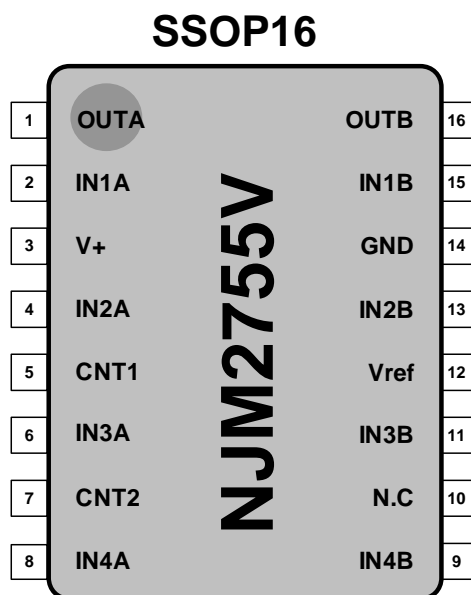 SSOP16
1 OUTA OUTB 16
2 IN1A IN1B 15
3 V+ GND 14
4 IN2A IN2B 13
5 CNT1 Vref 12
6 IN3A IN3B 11
7 CNT2 N.C 10
8 IN4A IN4B 9
NJM2755V